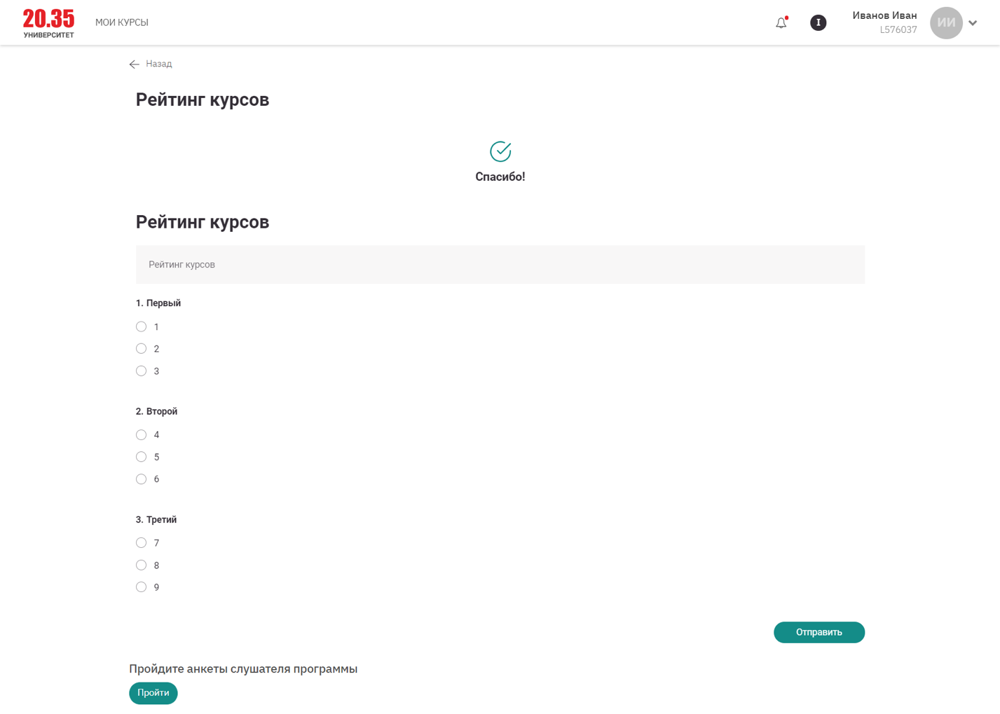 20.35
УНИВЕРСИТЕТ
МОИ КУРСЫ
I
Иванов Иван
L576037
ИИ
Назад
Рейтинг курсов
Спасибо!
Рейтинг курсов
Рейтинг курсов
1. Первый
1
2
3
2. Второй
4
5
6
3. Третий
7
8
9
Отправить
Пройдите анкеты слушателя программы
Пройти